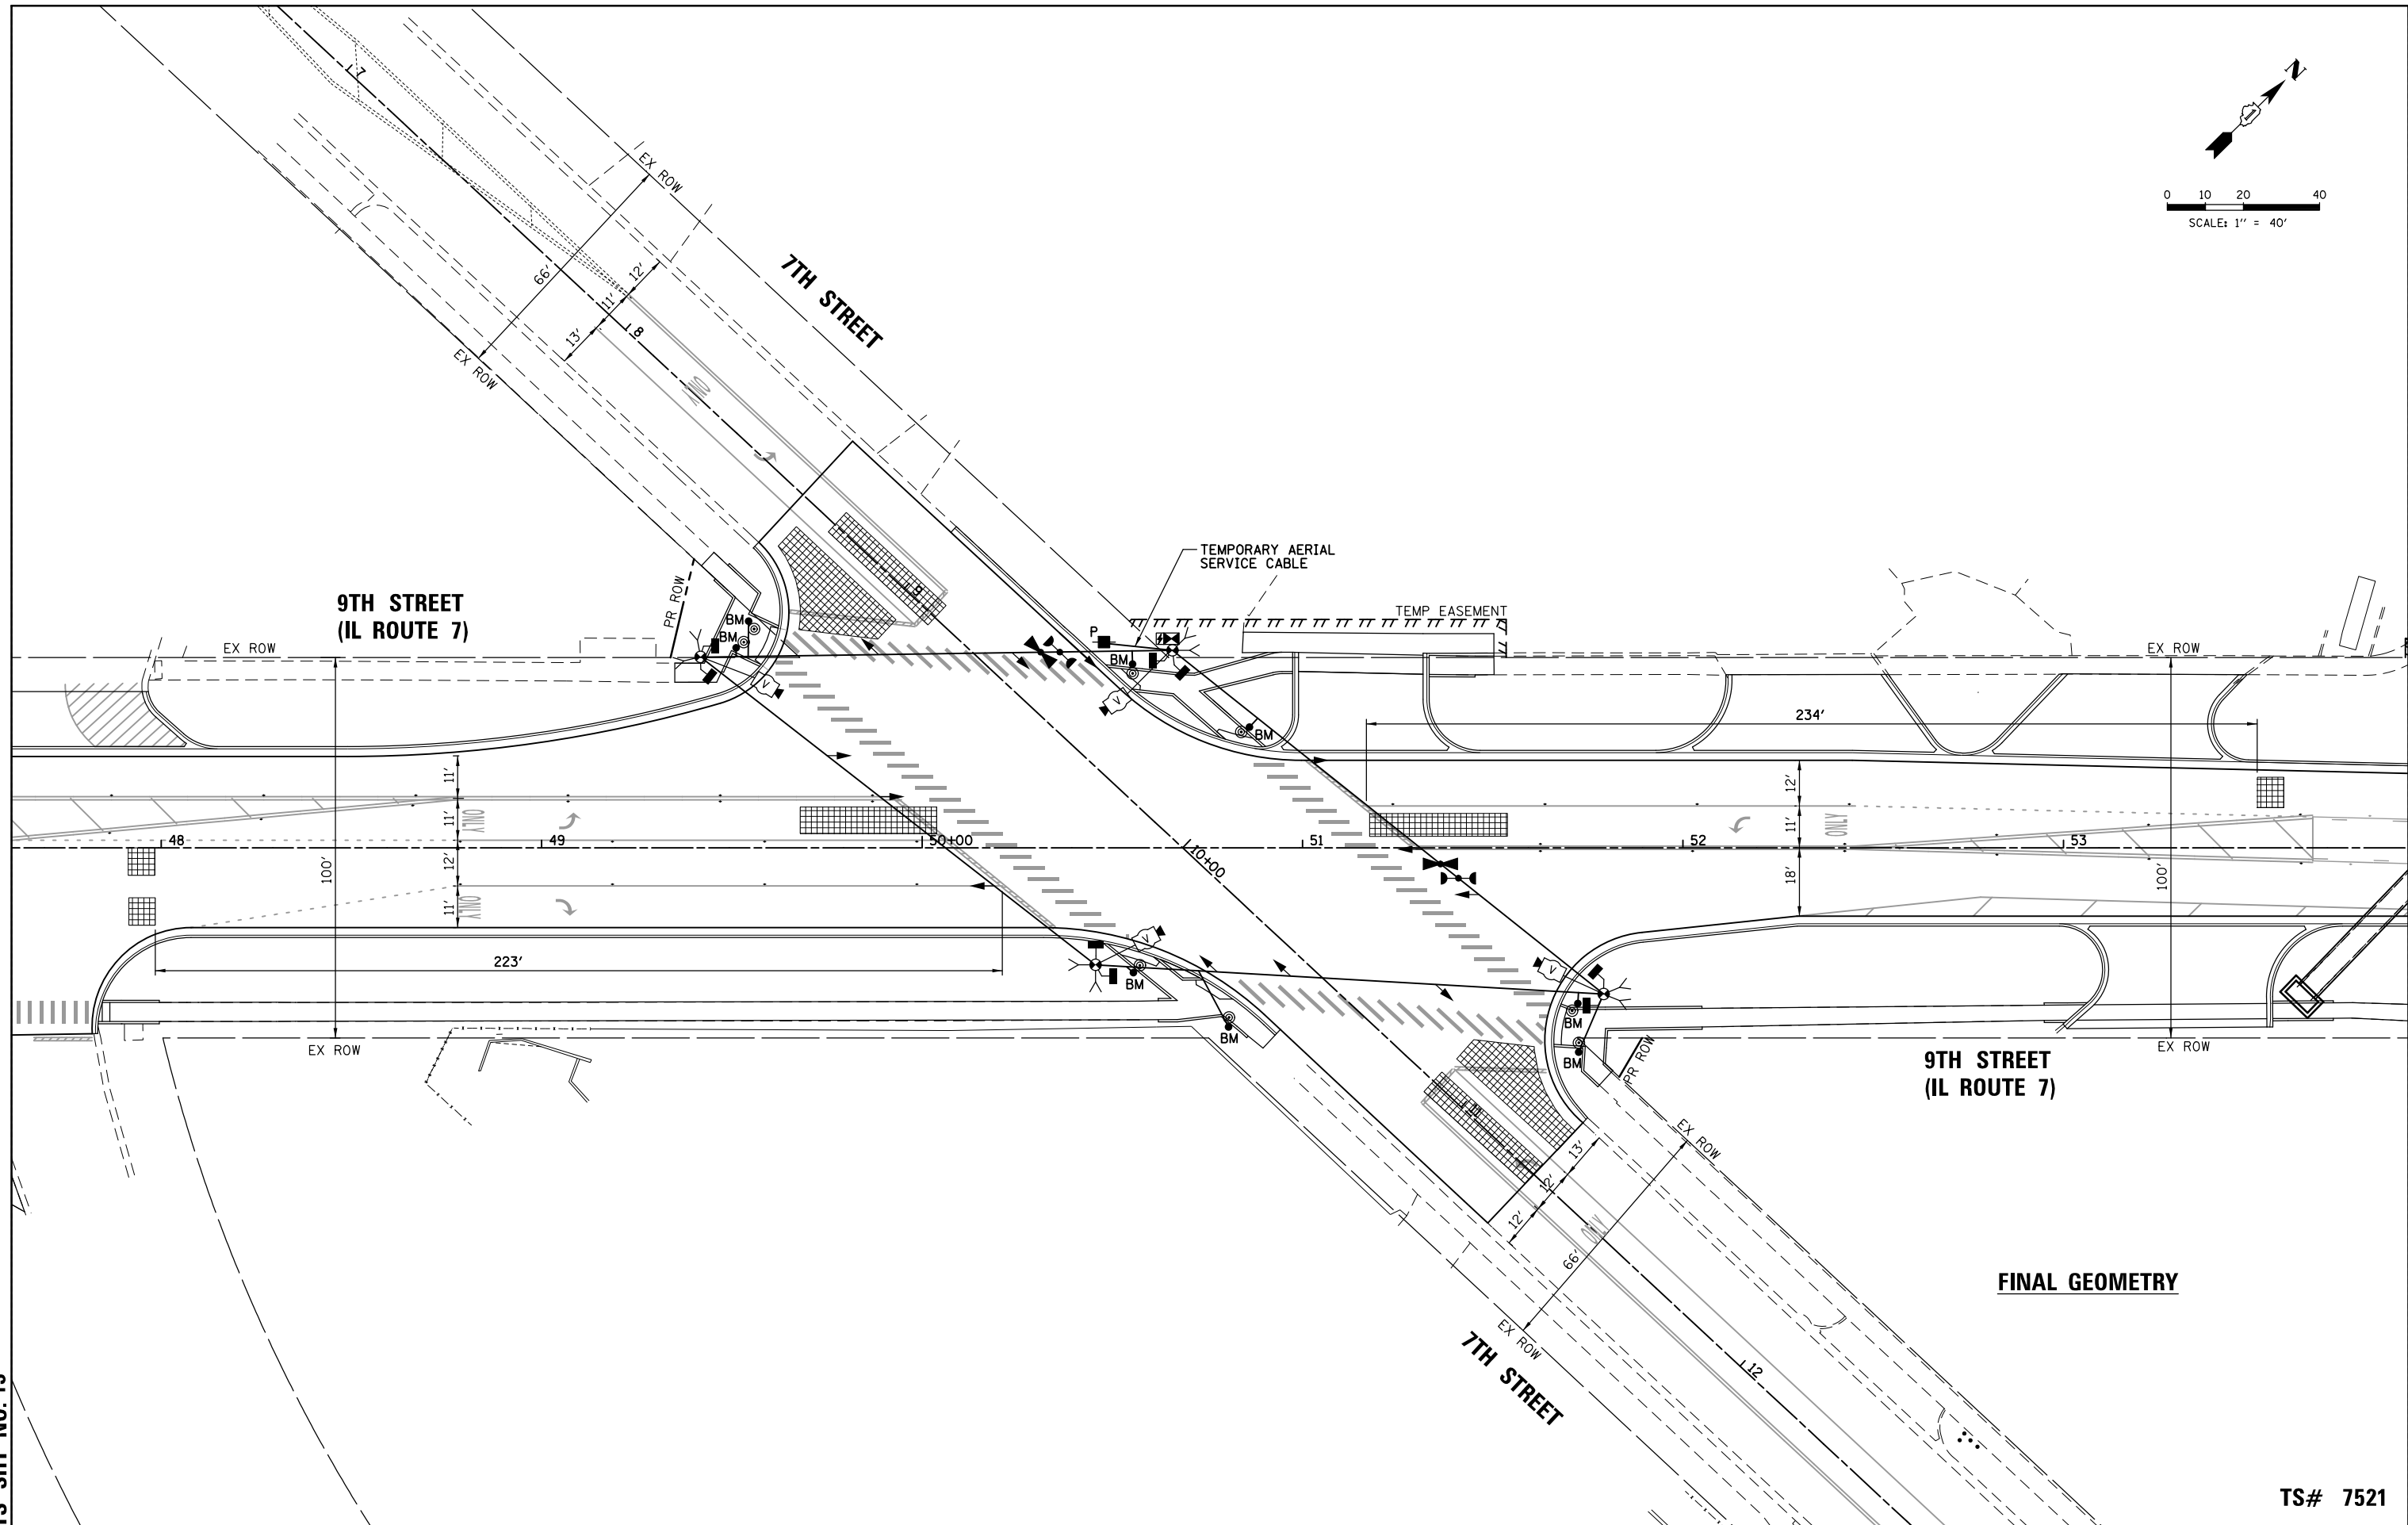 N
1
0 10 20 40
SCALE: 1'' = 40'
7
EX ROW
66'
12'
11'
13'
8
EX ROW
7TH STREET
ONLY
9TH STREET
(IL ROUTE 7)
EX ROW
PR ROW
BM
BM
V
9
TEMPORARY AERIAL
SERVICE CABLE
P
BM
V
BM
TEMP EASEMENT
EX ROW
234'
11'
11'
12'
11'
ONLY
ONLY
100'
48
49
50+00
51
52
53
10+00
12'
11'
18'
ONLY
100'
223'
V
BM
BM
V
BM
BM
EX ROW
PR ROW
EX ROW
9TH STREET
(IL ROUTE 7)
11
13'
12'
12'
66'
ONLY
EX ROW
EX ROW
7TH STREET
12
FINAL GEOMETRY
TS# 7521